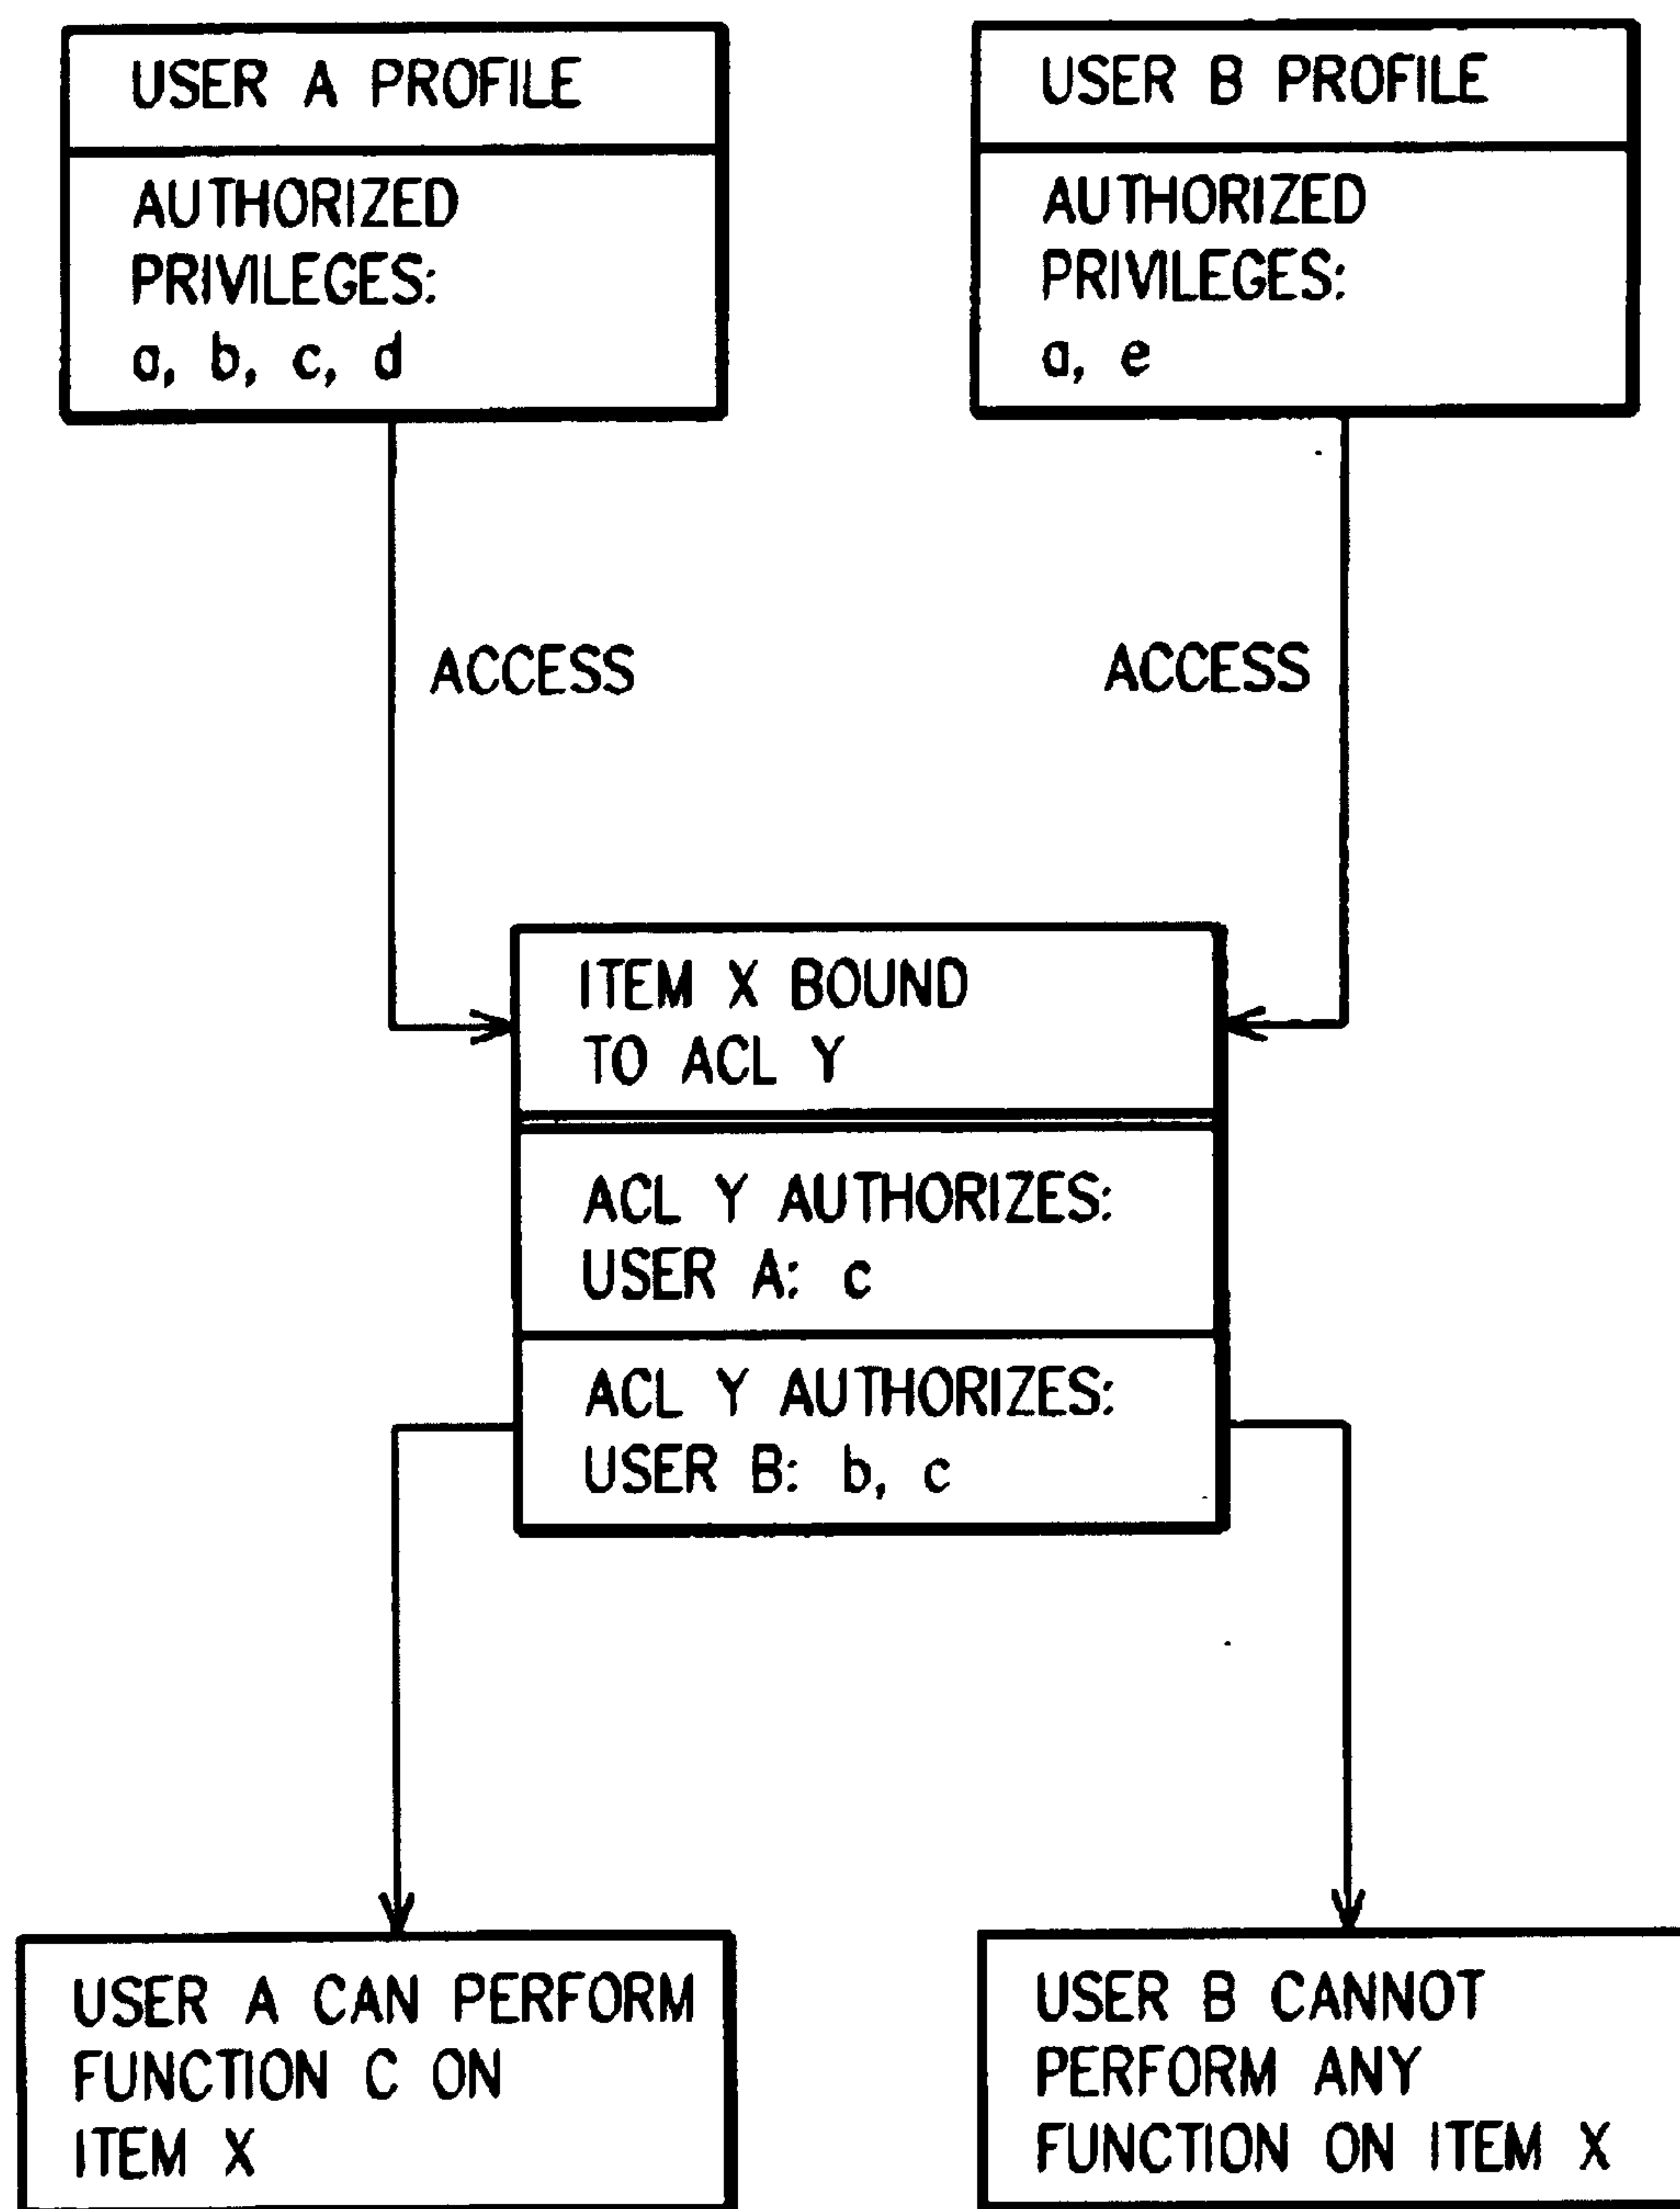 USER A PROFILE
AUTHORIZED
PRIVILEGES:
a, b, c, d
USER B PROFILE
AUTHORIZED
PRIVILEGES:
a, e
ACCESS
ACCESS
ITEM X BOUND
TO ACL Y
ACL Y AUTHORIZES:
USER A: c
ACL Y AUTHORIZES:
USER B: b, c
USER A CAN PERFORM
FUNCTION C ON
ITEM X
USER B CANNOT
PERFORM ANY
FUNCTION ON ITEM X